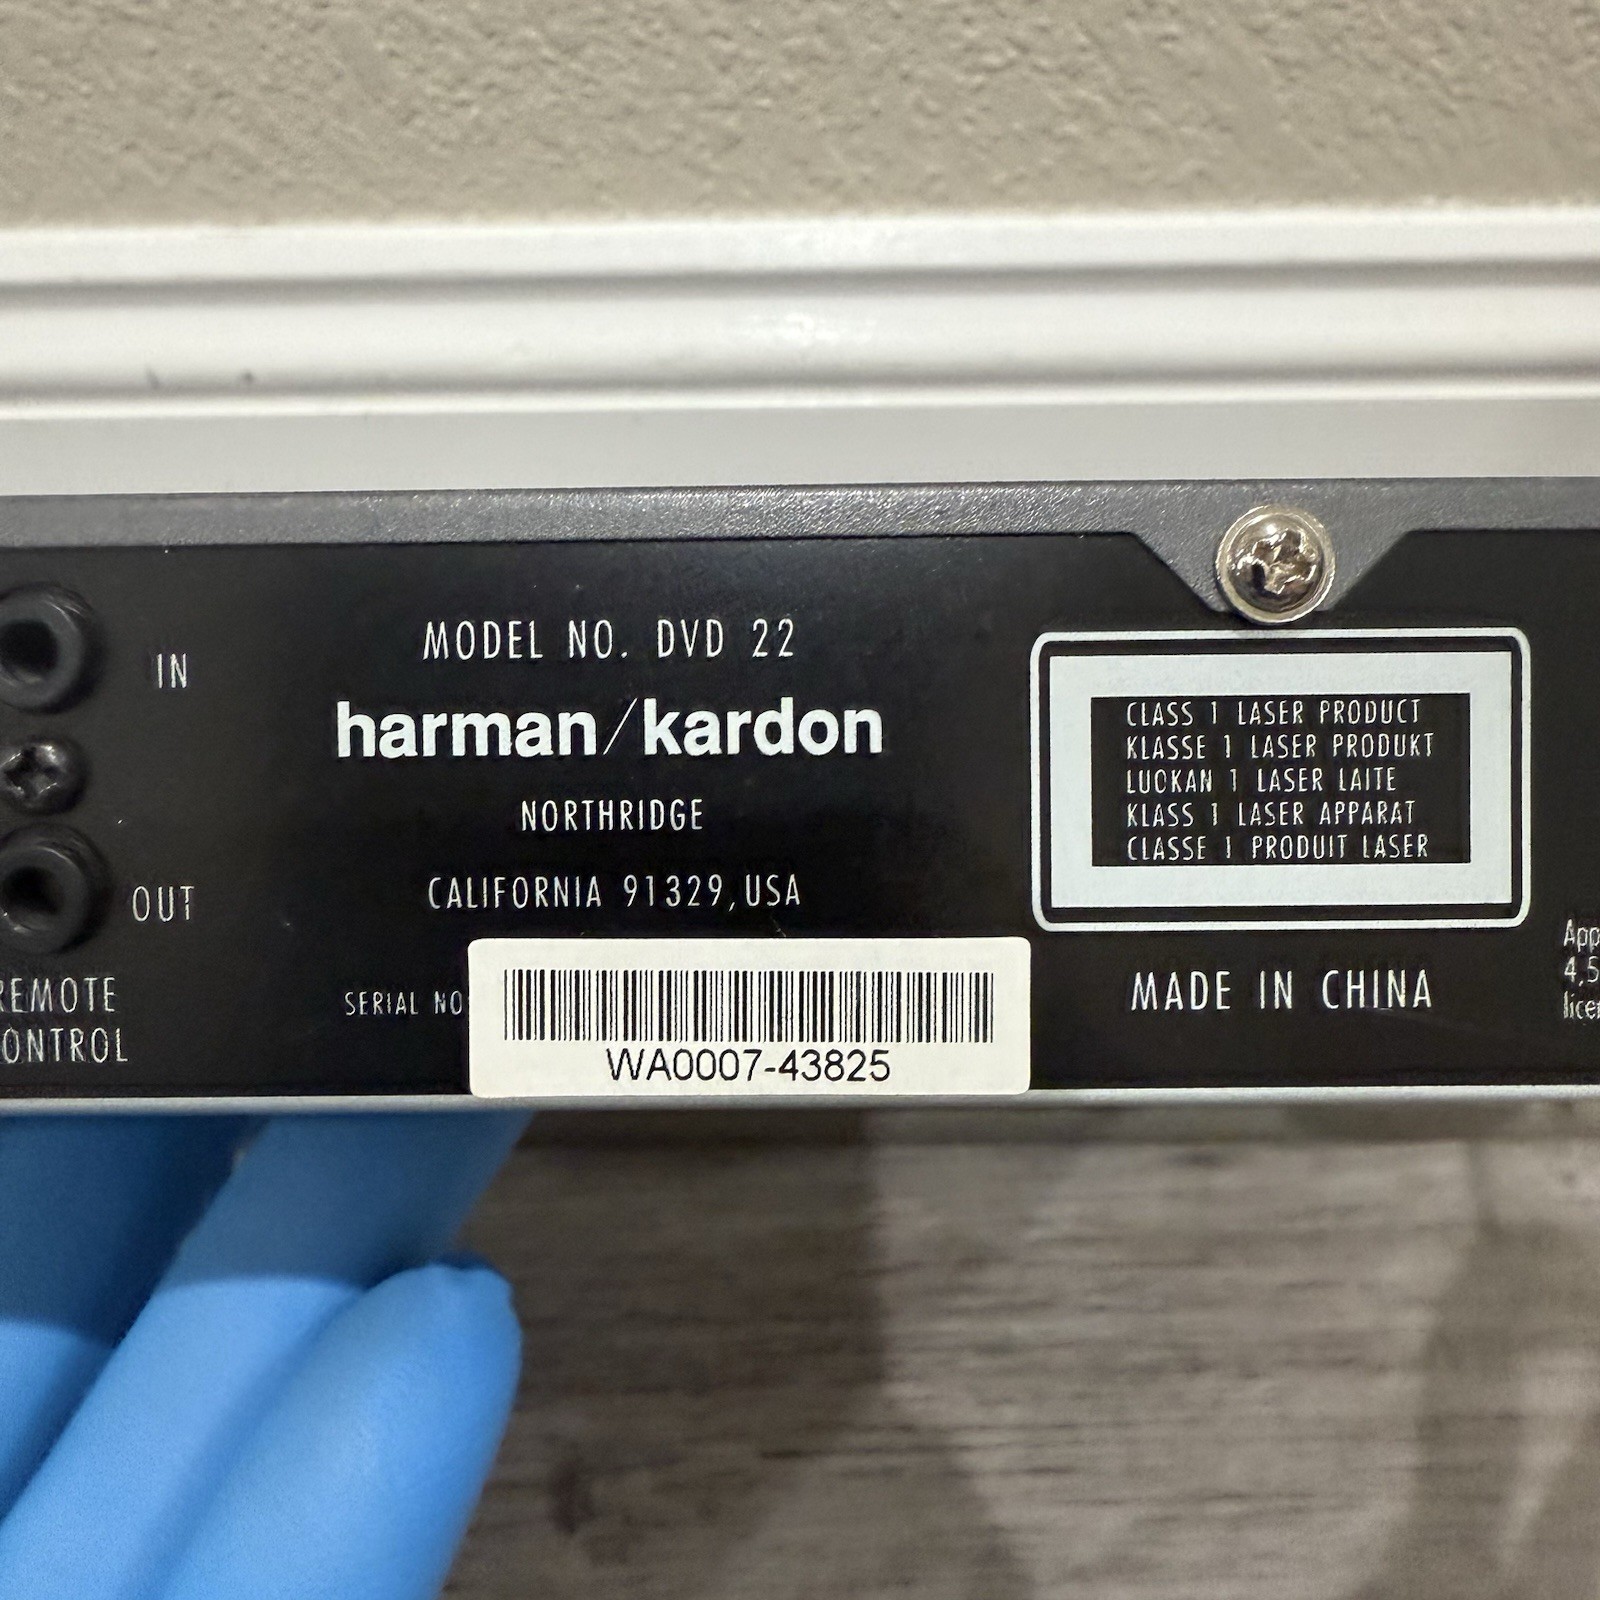 MODEL NO. DVD 22
harman/kardon
NORTHRIDGE
CALIFORNIA 91329,USA
SERIAL NO
WA0007-43825
IN
OUT
REMOTE
CONTROL
CLASS 1 LASER PRODUCT
KLASSE 1 LASER PRODUKT
LUOKAN 1 LASER LAITE
KLASS 1 LASER APPARAT
CLASSE 1 PRODUIT LASER
MADE IN CHINA